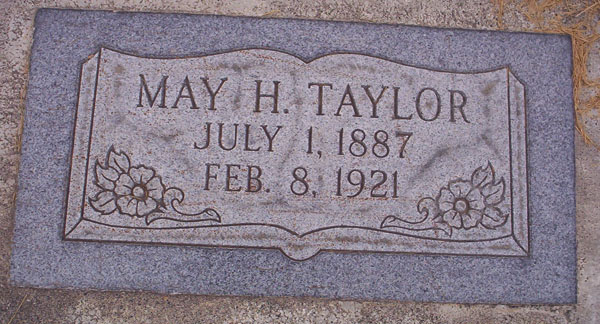 MAY H. TAYLOR
JULY 1, 1887
FEB. 8, 1921